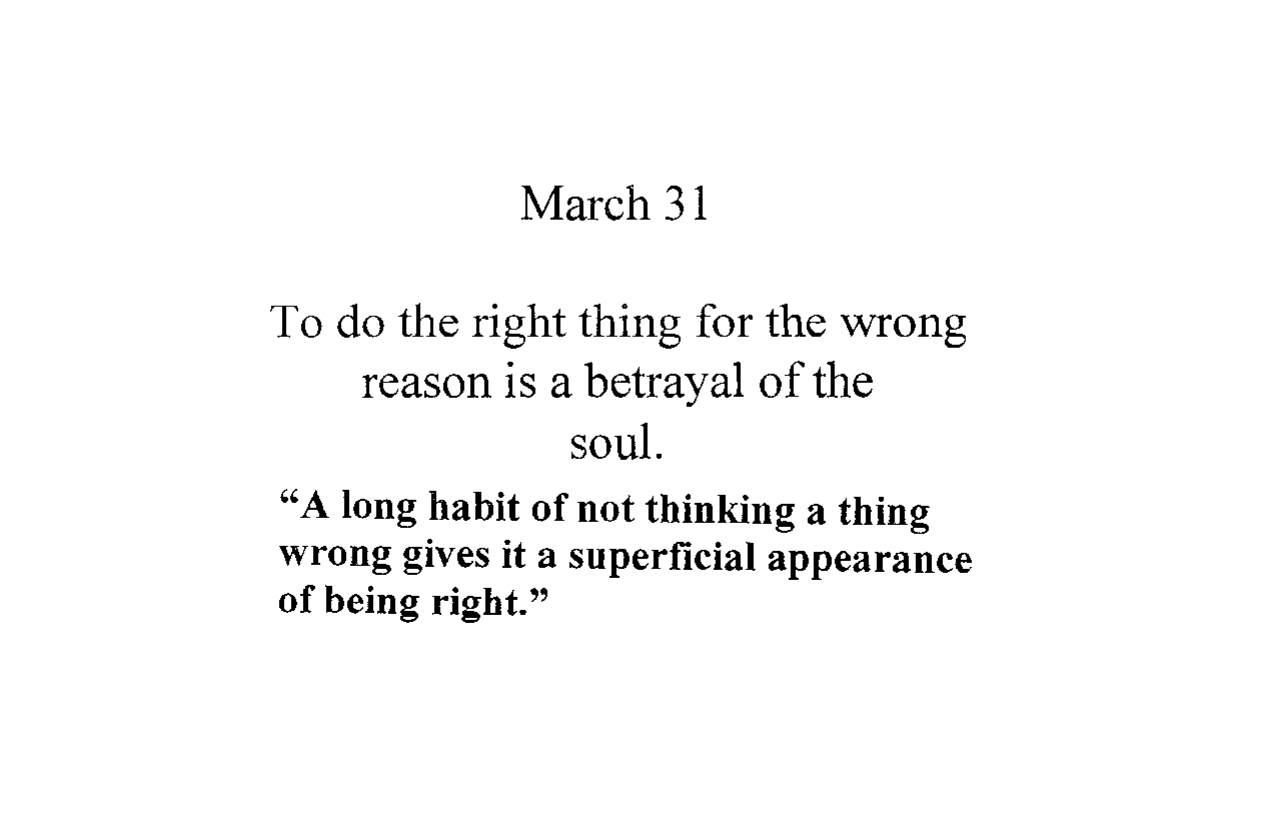 March 31
To do the right thing for the wrong
reason is a betrayal of the
soul.
“A long habit of not thinking a thing
wrong gives it a superficial appearance
of being right.”